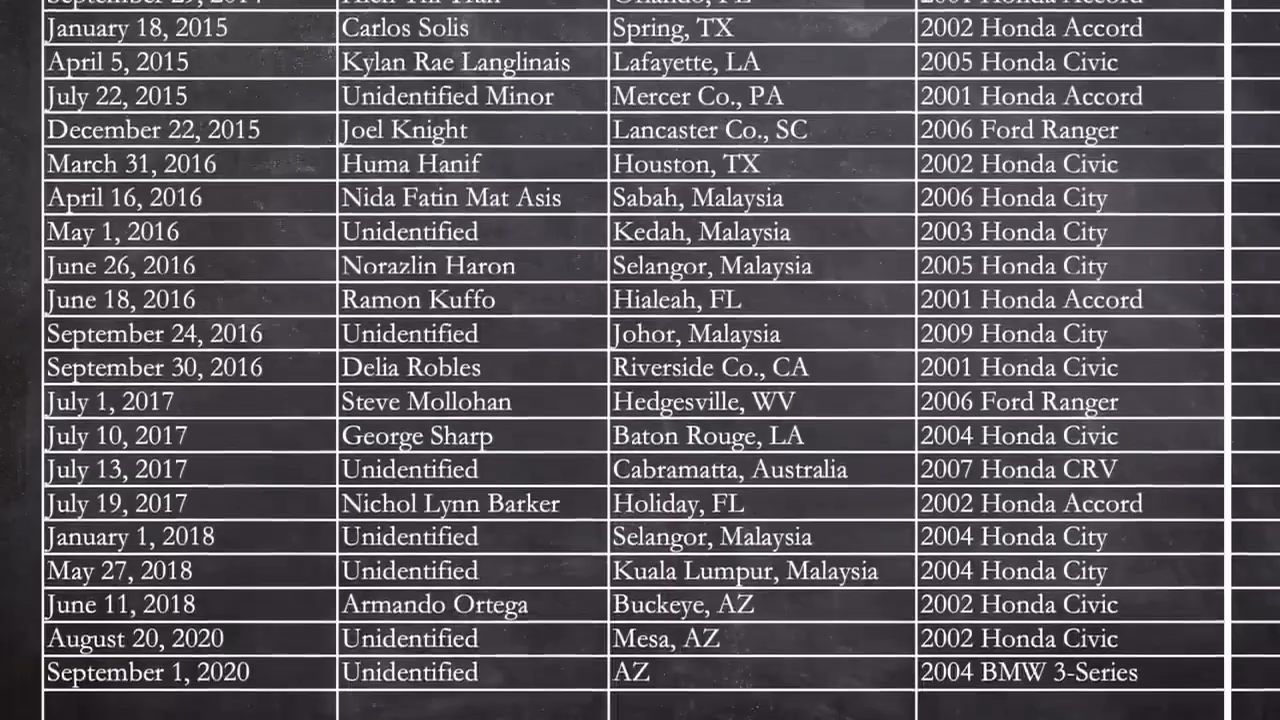 January 18, 2015 Carlos Solis Spring, TX 2002 Honda Accord
April 5, 2015 Kylan Rae Langlinais Lafayette, LA 2005 Honda Civic
July 22, 2015 Unidentified Minor Mercer Co., PA 2001 Honda Accord
December 22, 2015 Joel Knight Lancaster Co., SC 2006 Ford Ranger
March 31, 2016 Huma Hanif Houston, TX 2002 Honda Civic
April 16, 2016 Nida Fatin Mat Asis Sabah, Malaysia 2006 Honda City
May 1, 2016 Unidentified Kedah, Malaysia 2003 Honda City
June 26, 2016 Norazlin Haron Selangor, Malaysia 2005 Honda City
June 18, 2016 Ramon Kuffo Hialeah, FL 2001 Honda Accord
September 24, 2016 Unidentified Johor, Malaysia 2009 Honda City
September 30, 2016 Delia Robles Riverside Co., CA 2001 Honda Civic
July 1, 2017 Steve Mollohan Hedgesville, WV 2006 Ford Ranger
July 10, 2017 George Sharp Baton Rouge, LA 2004 Honda Civic
July 13, 2017 Unidentified Cabramatta, Australia 2007 Honda CRV
July 19, 2017 Nichol Lynn Barker Holiday, FL 2002 Honda Accord
January 1, 2018 Unidentified Selangor, Malaysia 2004 Honda City
May 27, 2018 Unidentified Kuala Lumpur, Malaysia 2004 Honda City
June 11, 2018 Armando Ortega Buckeye, AZ 2002 Honda Civic
August 20, 2020 Unidentified Mesa, AZ 2002 Honda Civic
September 1, 2020 Unidentified AZ 2004 BMW 3-Series